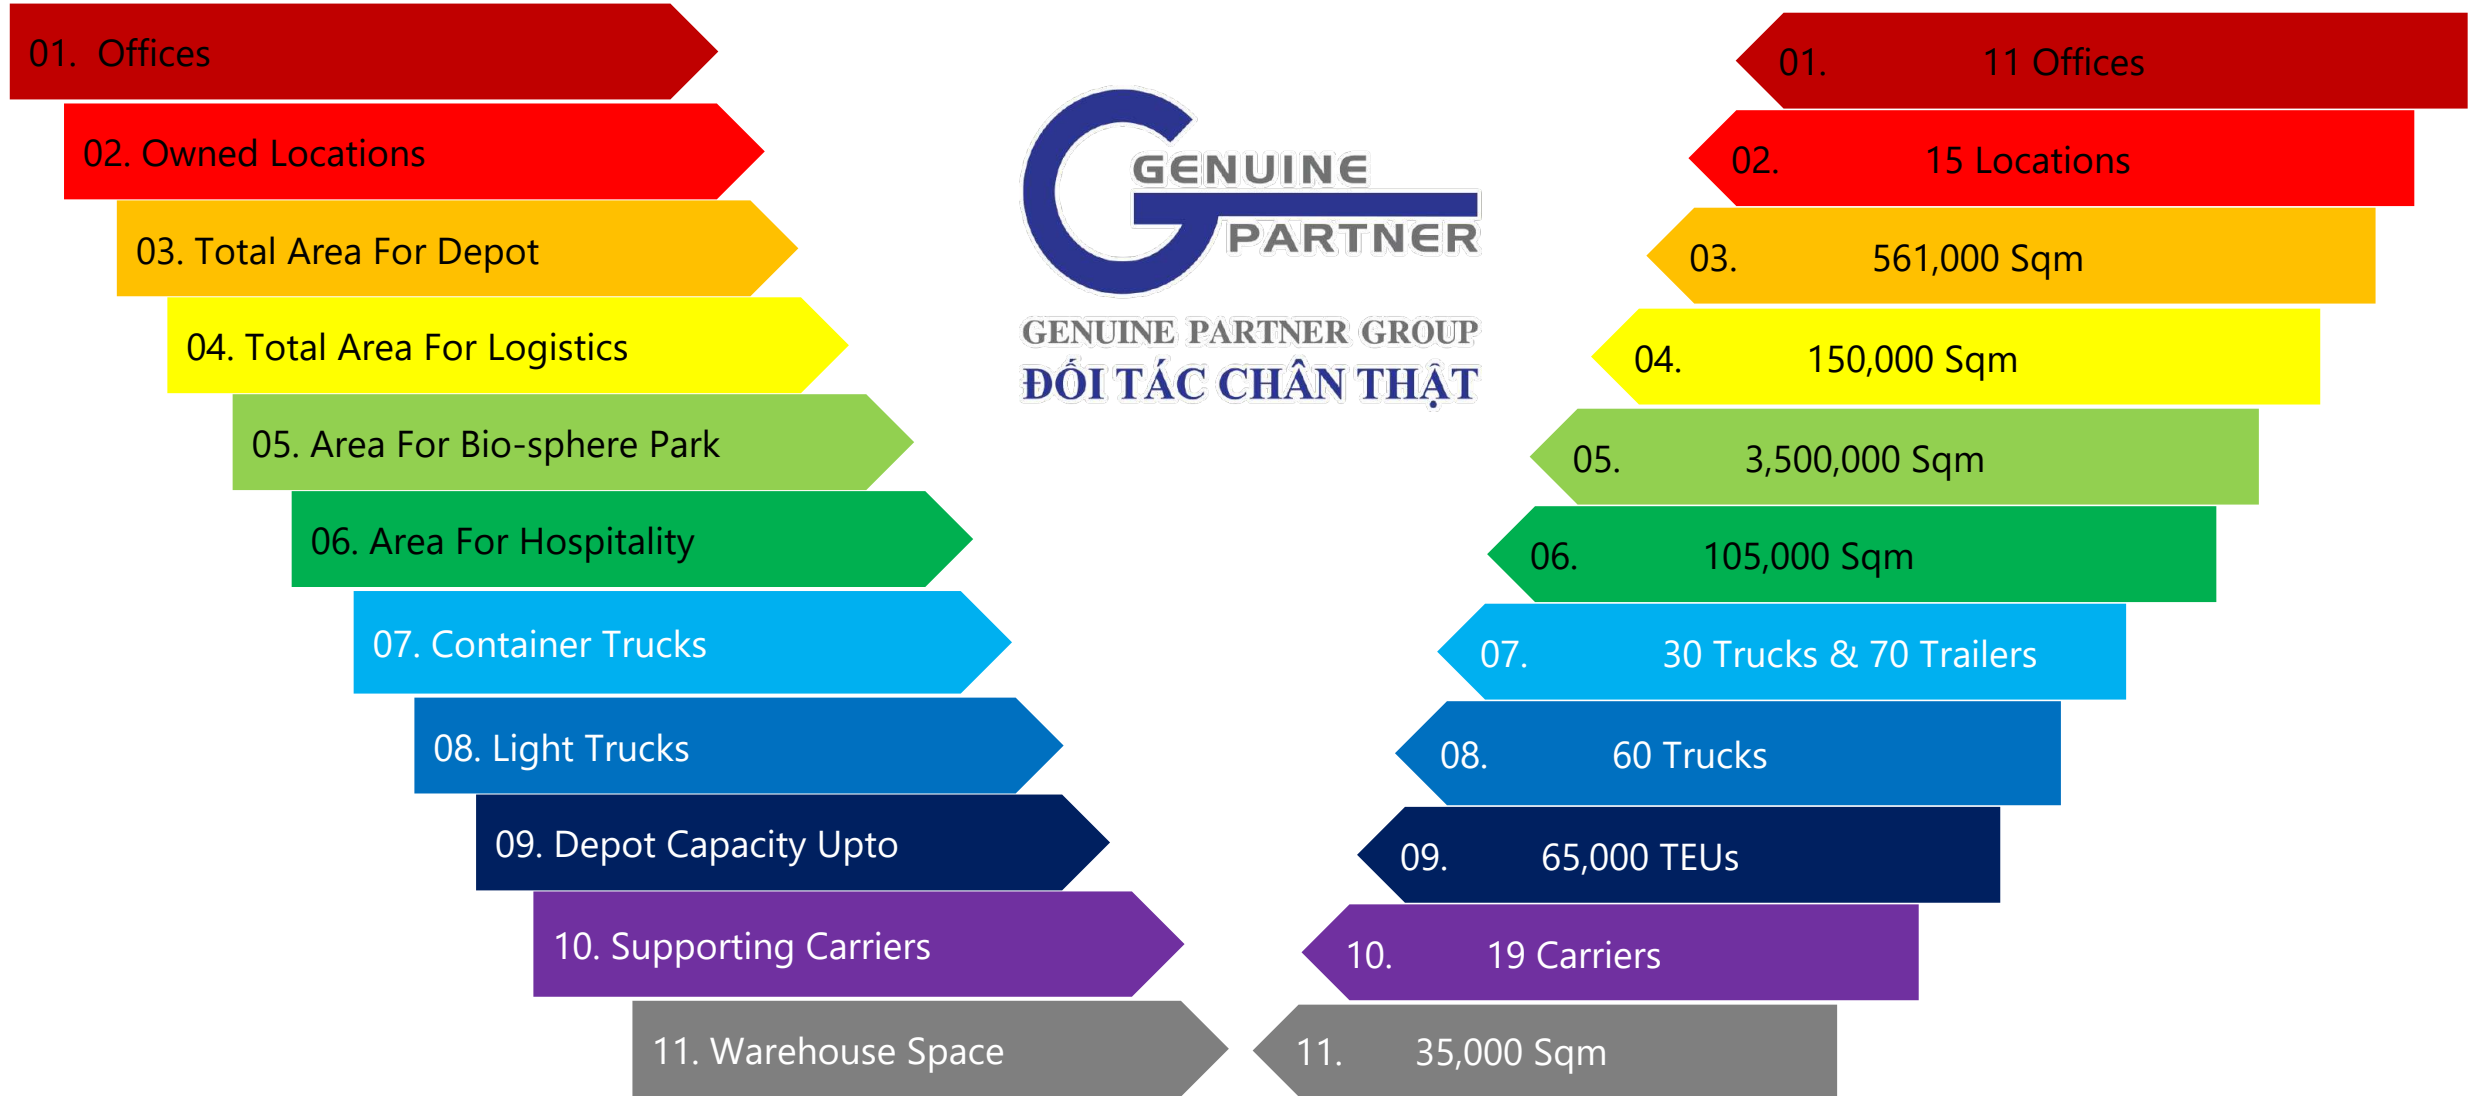 01. Offices
02. Owned Locations
03. Total Area For Depot
04. Total Area For Logistics
05. Area For Bio-sphere Park
06. Area For Hospitality
07. Container Trucks
08. Light Trucks
09. Depot Capacity Upto
10. Supporting Carriers
11. Warehouse Space
GENUINE
PARTNER
GENUINE PARTNER GROUP
ĐỐI TÁC CHÂN THẬT
01. 11 Offices
02. 15 Locations
03. 561,000 Sqm
04. 150,000 Sqm
05. 3,500,000 Sqm
06. 105,000 Sqm
07. 30 Trucks & 70 Trailers
08. 60 Trucks
09. 65,000 TEUs
10. 19 Carriers
11. 35,000 Sqm